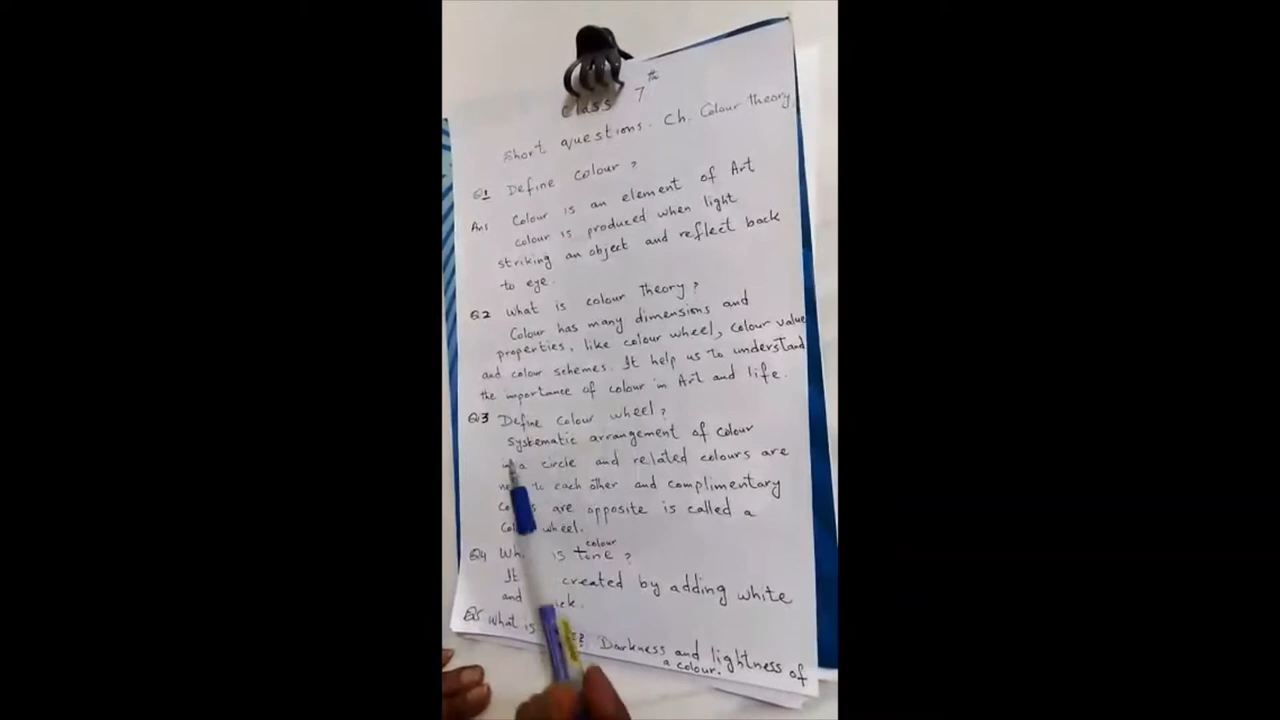 Class 7th
Short questions. Ch. Colour Theory
Q1 Define Colour ?
Ans Colour is an element of Art
colour is produced when light
striking an object and reflect back
to eye.
Q2 What is colour Theory ?
Colour has many dimensions and
properties, like colour wheel, colour value
and colour schemes. It help us to understand
the importance of colour in Art and life.
Q3 Define Colour wheel ?
Systematic arrangement of colour
a circle and related colours are
each other and complimentary
are opposite is called a
wheel.
Q4 is colour tone ?
It created by adding white
and
Q5 What is Darkness and lightness of
a colour.